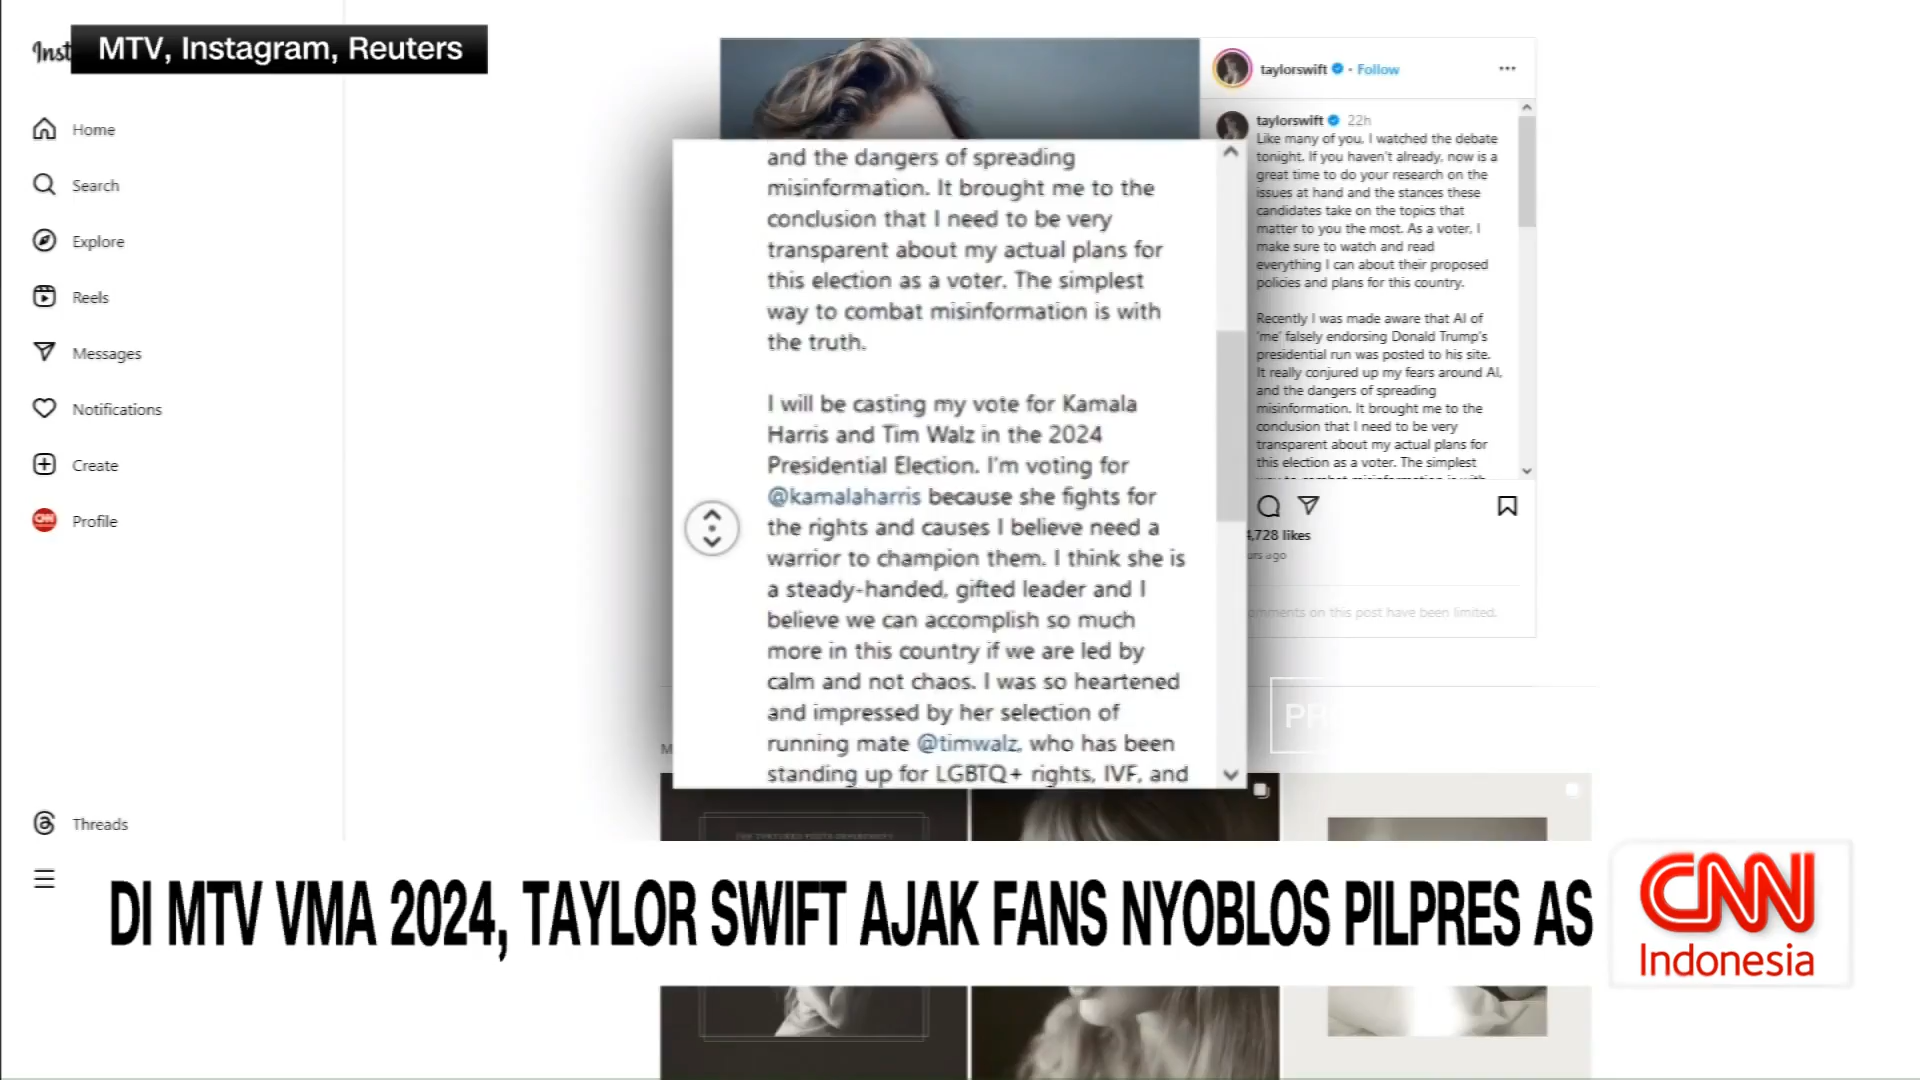 MTV, Instagram, Reuters
Home
Search
Explore
Reels
Messages
Notifications
Create
Profile
Threads
and the dangers of spreading
misinformation. It brought me to the
conclusion that I need to be very
transparent about my actual plans for
this election as a voter. The simplest
way to combat misinformation is with
the truth.
I will be casting my vote for Kamala
Harris and Tim Walz in the 2024
Presidential Election. I'm voting for
@kamalaharris because she fights for
the rights and causes I believe need a
warrior to champion them. I think she is
a steady-handed, gifted leader and I
believe we can accomplish so much
more in this country if we are led by
calm and not chaos. I was so heartened
and impressed by her selection of
running mate @timwalz, who has been
standing up for LGBTQ+ rights, IVF, and
taylorswift • Follow
taylorswift 22h
Like many of you, I watched the debate
tonight. If you haven't already, now is a
great time to do your research on the
issues at hand and the stances these
candidates take on the topics that
matter to you the most. As a voter, I
make sure to watch and read
everything I can about their proposed
policies and plans for this country.
Recently I was made aware that AI of
'me' falsely endorsing Donald Trump's
presidential run was posted to his site.
It really conjured up my fears around AI,
and the dangers of spreading
misinformation. It brought me to the
conclusion that I need to be very
transparent about my actual plans for
this election as a voter. The simplest
4,728 likes
ago
on this post have been limited.
DI MTV VMA 2024, TAYLOR SWIFT AJAK FANS NYOBLOS PILPRES AS
CNN
Indonesia